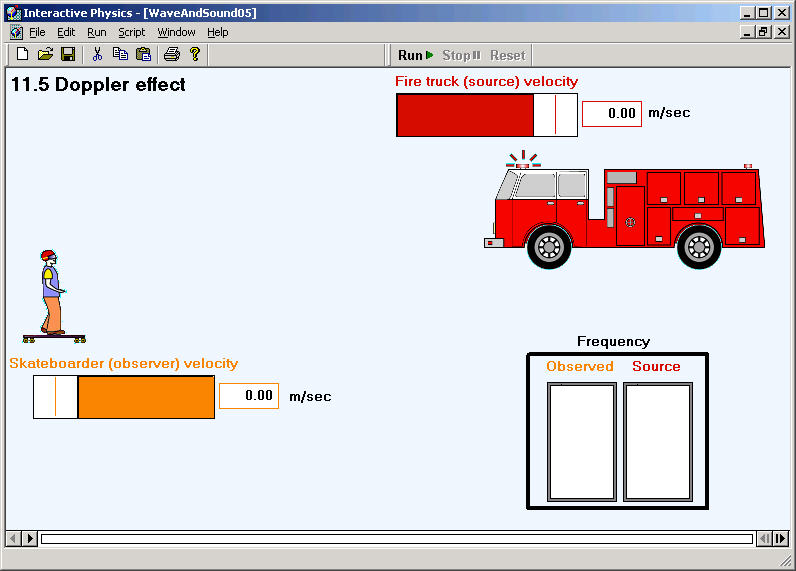 Interactive Physics - [WaveAndSound05]
File Edit Run Script Window Help
Run Stop Reset
11.5 Doppler effect
Fire truck (source) velocity
0.00 m/sec
Skateboarder (observer) velocity
0.00 m/sec
Frequency
Observed Source